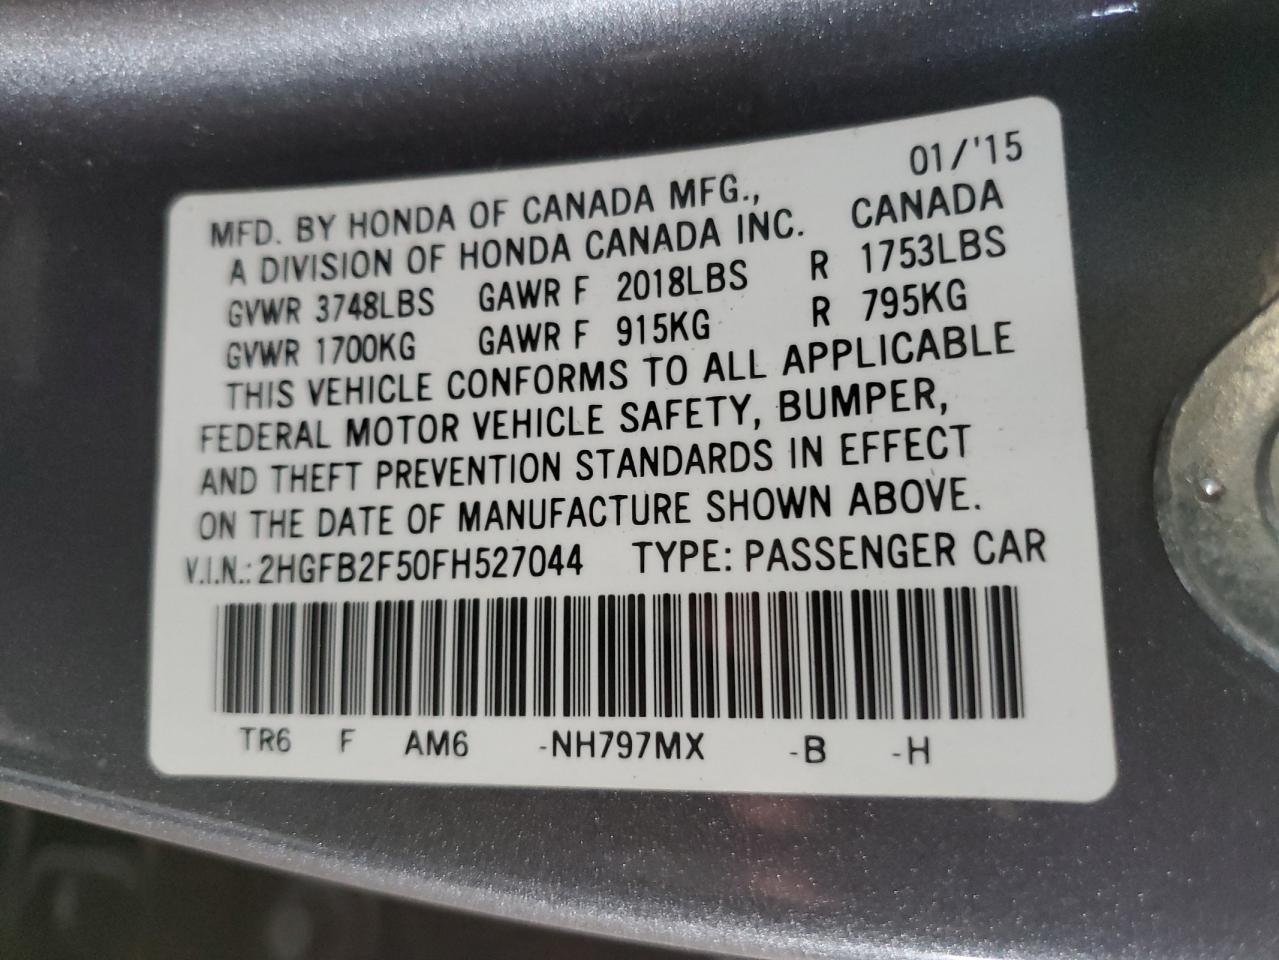 01/'15
MFD. BY HONDA OF CANADA MFG.,
A DIVISION OF HONDA CANADA INC. CANADA
GVWR 3748LBS GAWR F 2018LBS R 1753LBS
GVWR 1700KG GAWR F 915KG R 795KG
THIS VEHICLE CONFORMS TO ALL APPLICABLE
FEDERAL MOTOR VEHICLE SAFETY, BUMPER,
AND THEFT PREVENTION STANDARDS IN EFFECT
ON THE DATE OF MANUFACTURE SHOWN ABOVE.
V.I.N.: 2HGFB2F50FH527044 TYPE: PASSENGER CAR
TR6 F AM6 -NH797MX -B -H